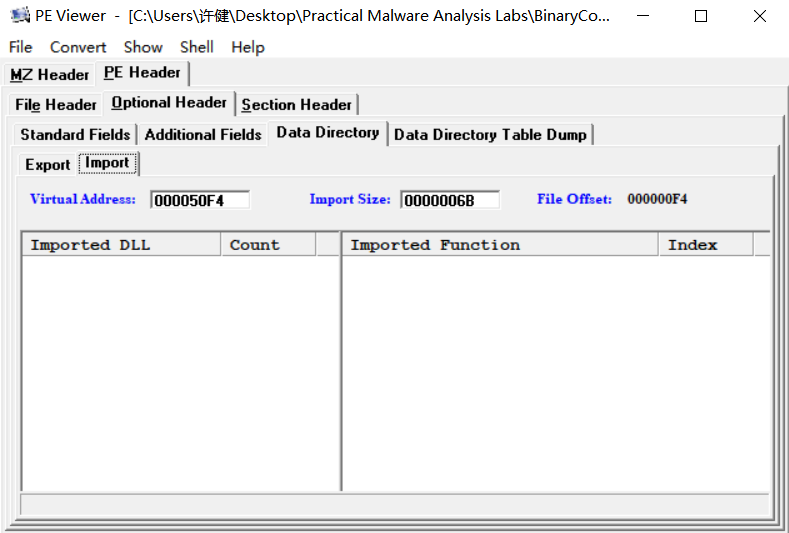 PE Viewer - [C:\Users\许健\Desktop\Practical Malware Analysis Labs\BinaryCo...
File Convert Show Shell Help
MZ Header PE Header
File Header Optional Header Section Header
Standard Fields Additional Fields Data Directory Data Directory Table Dump
Export Import
Virtual Address: 000050F4 Import Size: 0000006B File Offset: 000000F4
Imported DLL Count Imported Function Index